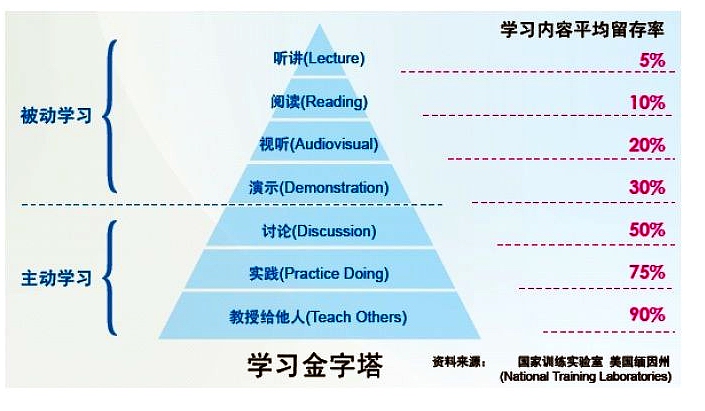 学习内容平均留存率
听讲(Lecture)
5%
阅读(Reading)
10%
被动学习
视听(Audiovisual)
20%
演示(Demonstration)
30%
讨论(Discussion)
50%
主动学习
实践(Practice Doing)
75%
教授给他人(Teach Others)
90%
学习金字塔
资料来源： 国家训练实验室 美国缅因州
(National Training Laboratories)